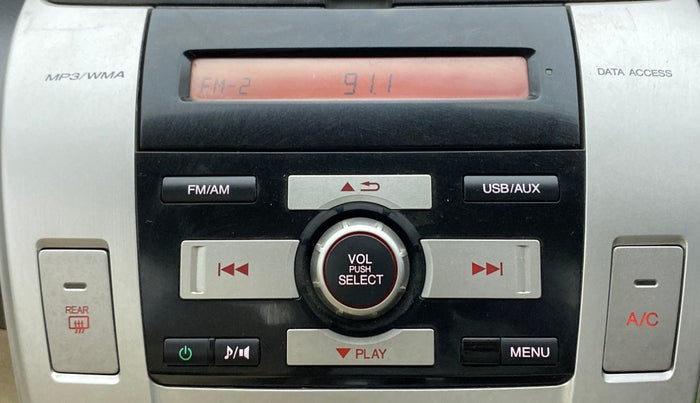 MP3/WMA
DATA ACCESS
FM-2 91.1
FM/AM
USB/AUX
VOL
PUSH
SELECT
REAR
A/C
PLAY
MENU